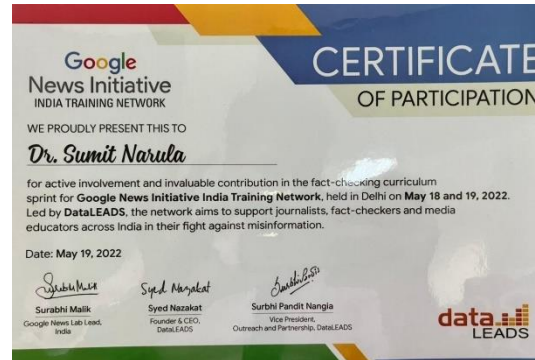 Google
News Initiative
INDIA TRAINING NETWORK
CERTIFICATE
OF PARTICIPATION
WE PROUDLY PRESENT THIS TO
Dr. Sumit Narula
for active involvement and invaluable contribution in the fact-checking curriculum
sprint for Google News Initiative India Training Network, held in Delhi on May 18 and 19, 2022.
Led by DataLEADS, the network aims to support journalists, fact-checkers and media
educators across India in their fight against misinformation.
Date: May 19, 2022
Surabhi Malik
Syed Nazakat
Surabhi Malik
Google News Lab Lead,
India
Syed Nazakat
Founder & CEO,
DataLEADS
Surbhi Pandit Nangia
Vice President,
Outreach and Partnership, DataLEADS
data
LEADS